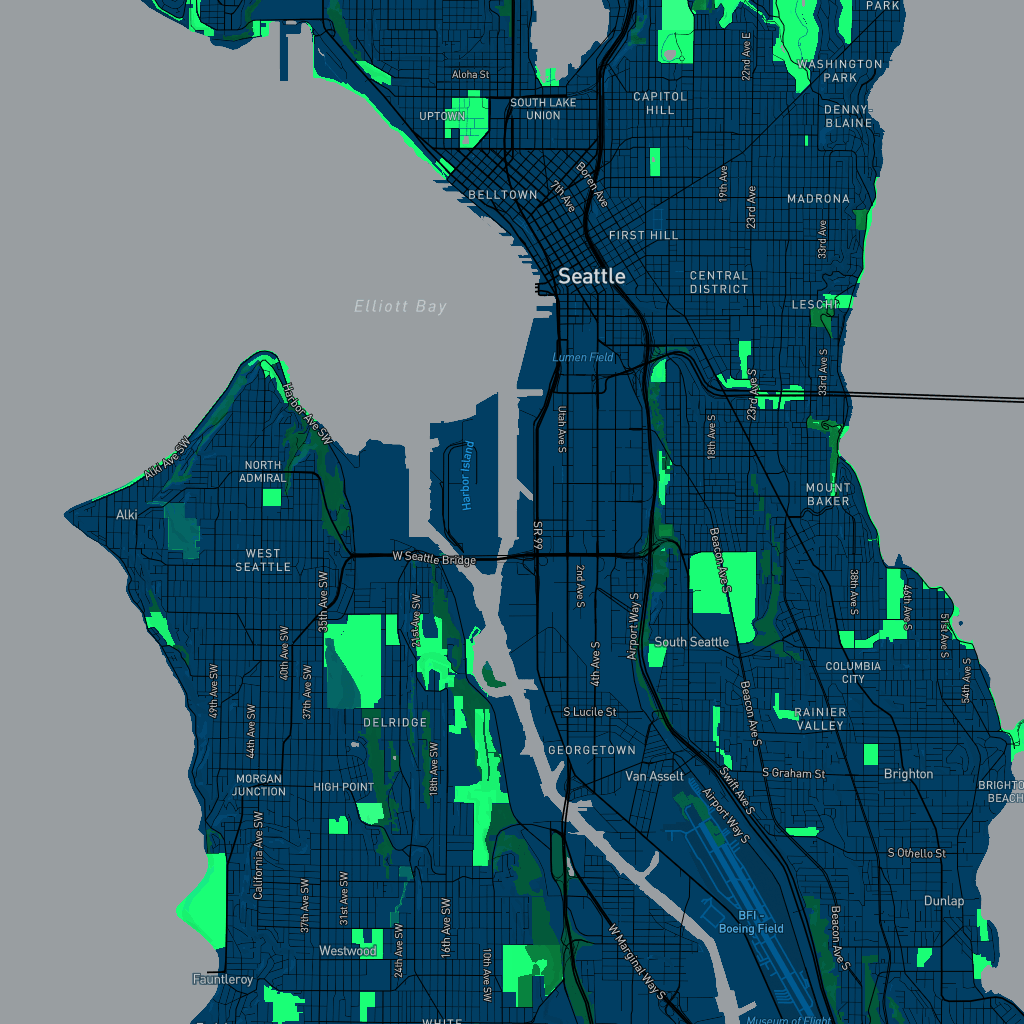 PARK
Aloha St
22nd Ave E
WASHINGTON
PARK
CAPITOL
HILL
SOUTH LAKE
UNION
UPTOWN
DENNY-
BLAINE
BELLTOWN
7th Ave
Boren Ave
19th Ave
23rd Ave
MADRONA
33rd Ave
FIRST HILL
Seattle
CENTRAL
DISTRICT
Elliott Bay
LESCHI
Lumen Field
33rd Ave S
23rd Ave S
Harbor Ave SW
Utah Ave S
18th Ave S
Alki Ave SW
NORTH
ADMIRAL
Harbor Island
MOUNT
BAKER
Alki
SR 99
WEST
SEATTLE
W Seattle Bridge
Beacon Ave S
2nd Ave S
38th Ave S
46th Ave S
35th Ave SW
21st Ave SW
Airport Way S
51st Ave S
40th Ave SW
South Seattle
4th Ave S
COLUMBIA
CITY
54th Ave S
49th Ave SW
37th Ave SW
44th Ave SW
DELRIDGE
S Lucile St
Beacon Ave S
RAINIER
VALLEY
GEORGETOWN
18th Ave SW
Van Asselt
S Graham St
Brighton
MORGAN
JUNCTION
HIGH POINT
Swift Ave S
Airport Way S
BRIGHTO
BEACH
California Ave SW
S Othello St
37th Ave SW
31st Ave SW
Dunlap
16th Ave SW
BFI -
Boeing Field
Beacon Ave S
Westwood
24th Ave SW
10th Ave SW
W Marginal Way S
Fauntleroy
WHITE
Museum of Flight